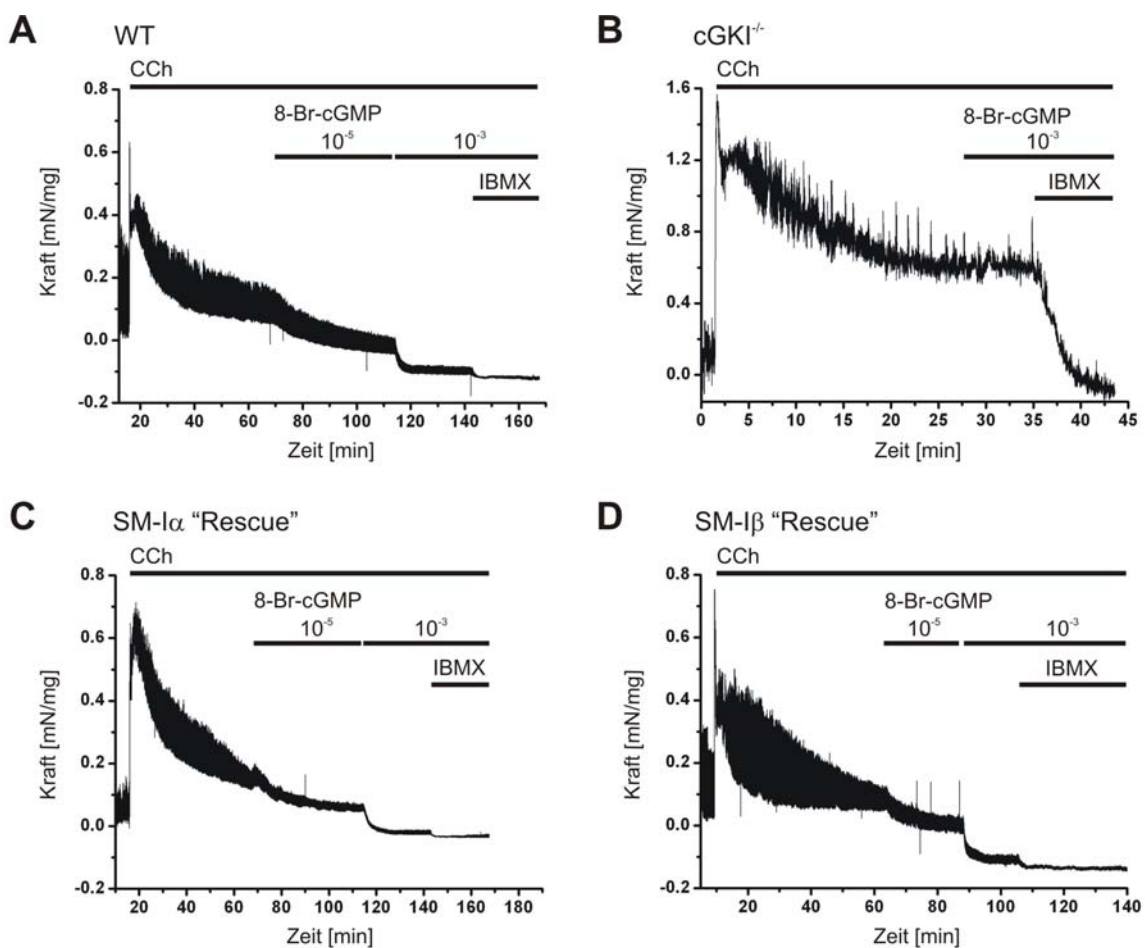 A
WT
CCh
8-Br-cGMP
10⁻⁵
10⁻³
IBMX
0.8
0.6
0.4
0.2
0.0
-0.2
Kraft [mN/mg]
20 40 60 80 100 120 140 160
Zeit [min]
B
cGKI⁻/⁻
CCh
8-Br-cGMP
10⁻³
IBMX
1.6
1.2
0.8
0.4
0.0
Kraft [mN/mg]
0 5 10 15 20 25 30 35 40 45
Zeit [min]
C
SM-Iα “Rescue”
CCh
8-Br-cGMP
10⁻⁵
10⁻³
IBMX
0.8
0.6
0.4
0.2
0.0
-0.2
Kraft [mN/mg]
20 40 60 80 100 120 140 160 180
Zeit [min]
D
SM-Iβ “Rescue”
CCh
8-Br-cGMP
10⁻⁵
10⁻³
IBMX
0.8
0.6
0.4
0.2
0.0
-0.2
Kraft [mN/mg]
20 40 60 80 100 120 140
Zeit [min]